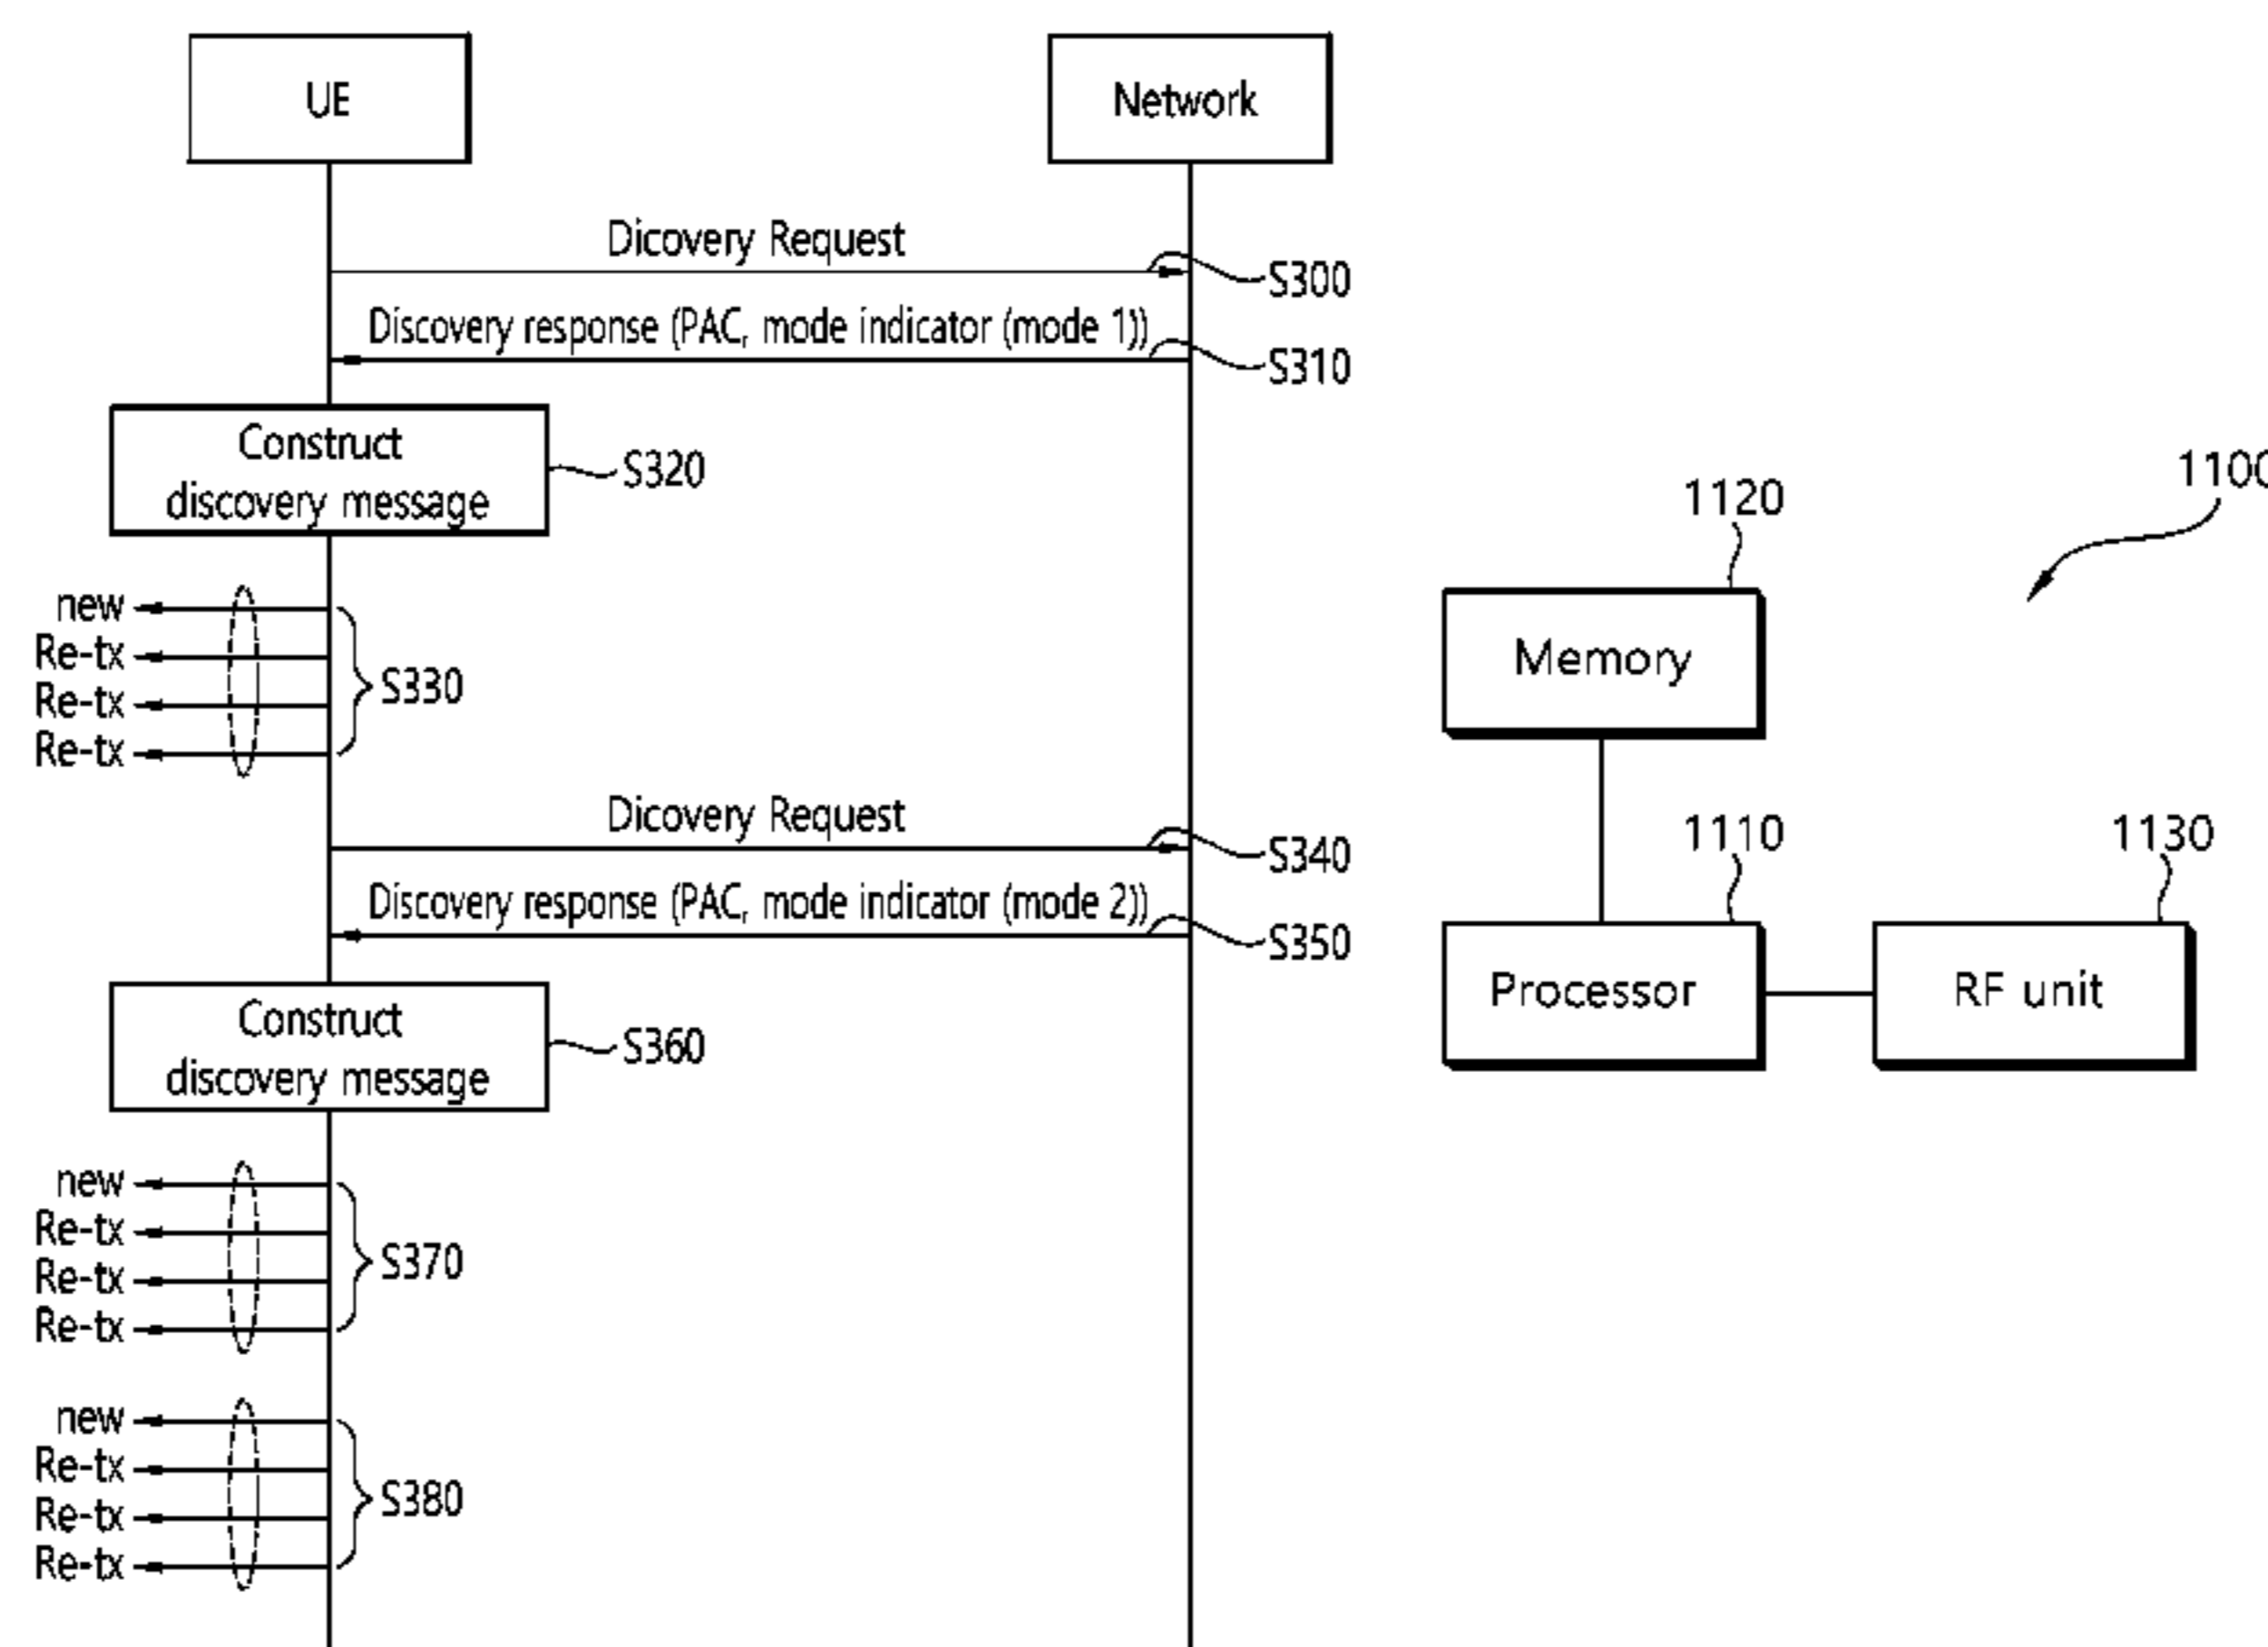 UE
Network
Dicovery Request
S300
Discovery response (PAC, mode indicator (mode 1))
S310
Construct
discovery message
S320
new
Re-tx
Re-tx
Re-tx
S330
Dicovery Request
S340
Discovery response (PAC, mode indicator (mode 2))
S350
Construct
discovery message
S360
new
Re-tx
Re-tx
Re-tx
S370
new
Re-tx
Re-tx
Re-tx
S380
1100
1120
Memory
1110
Processor
1130
RF unit